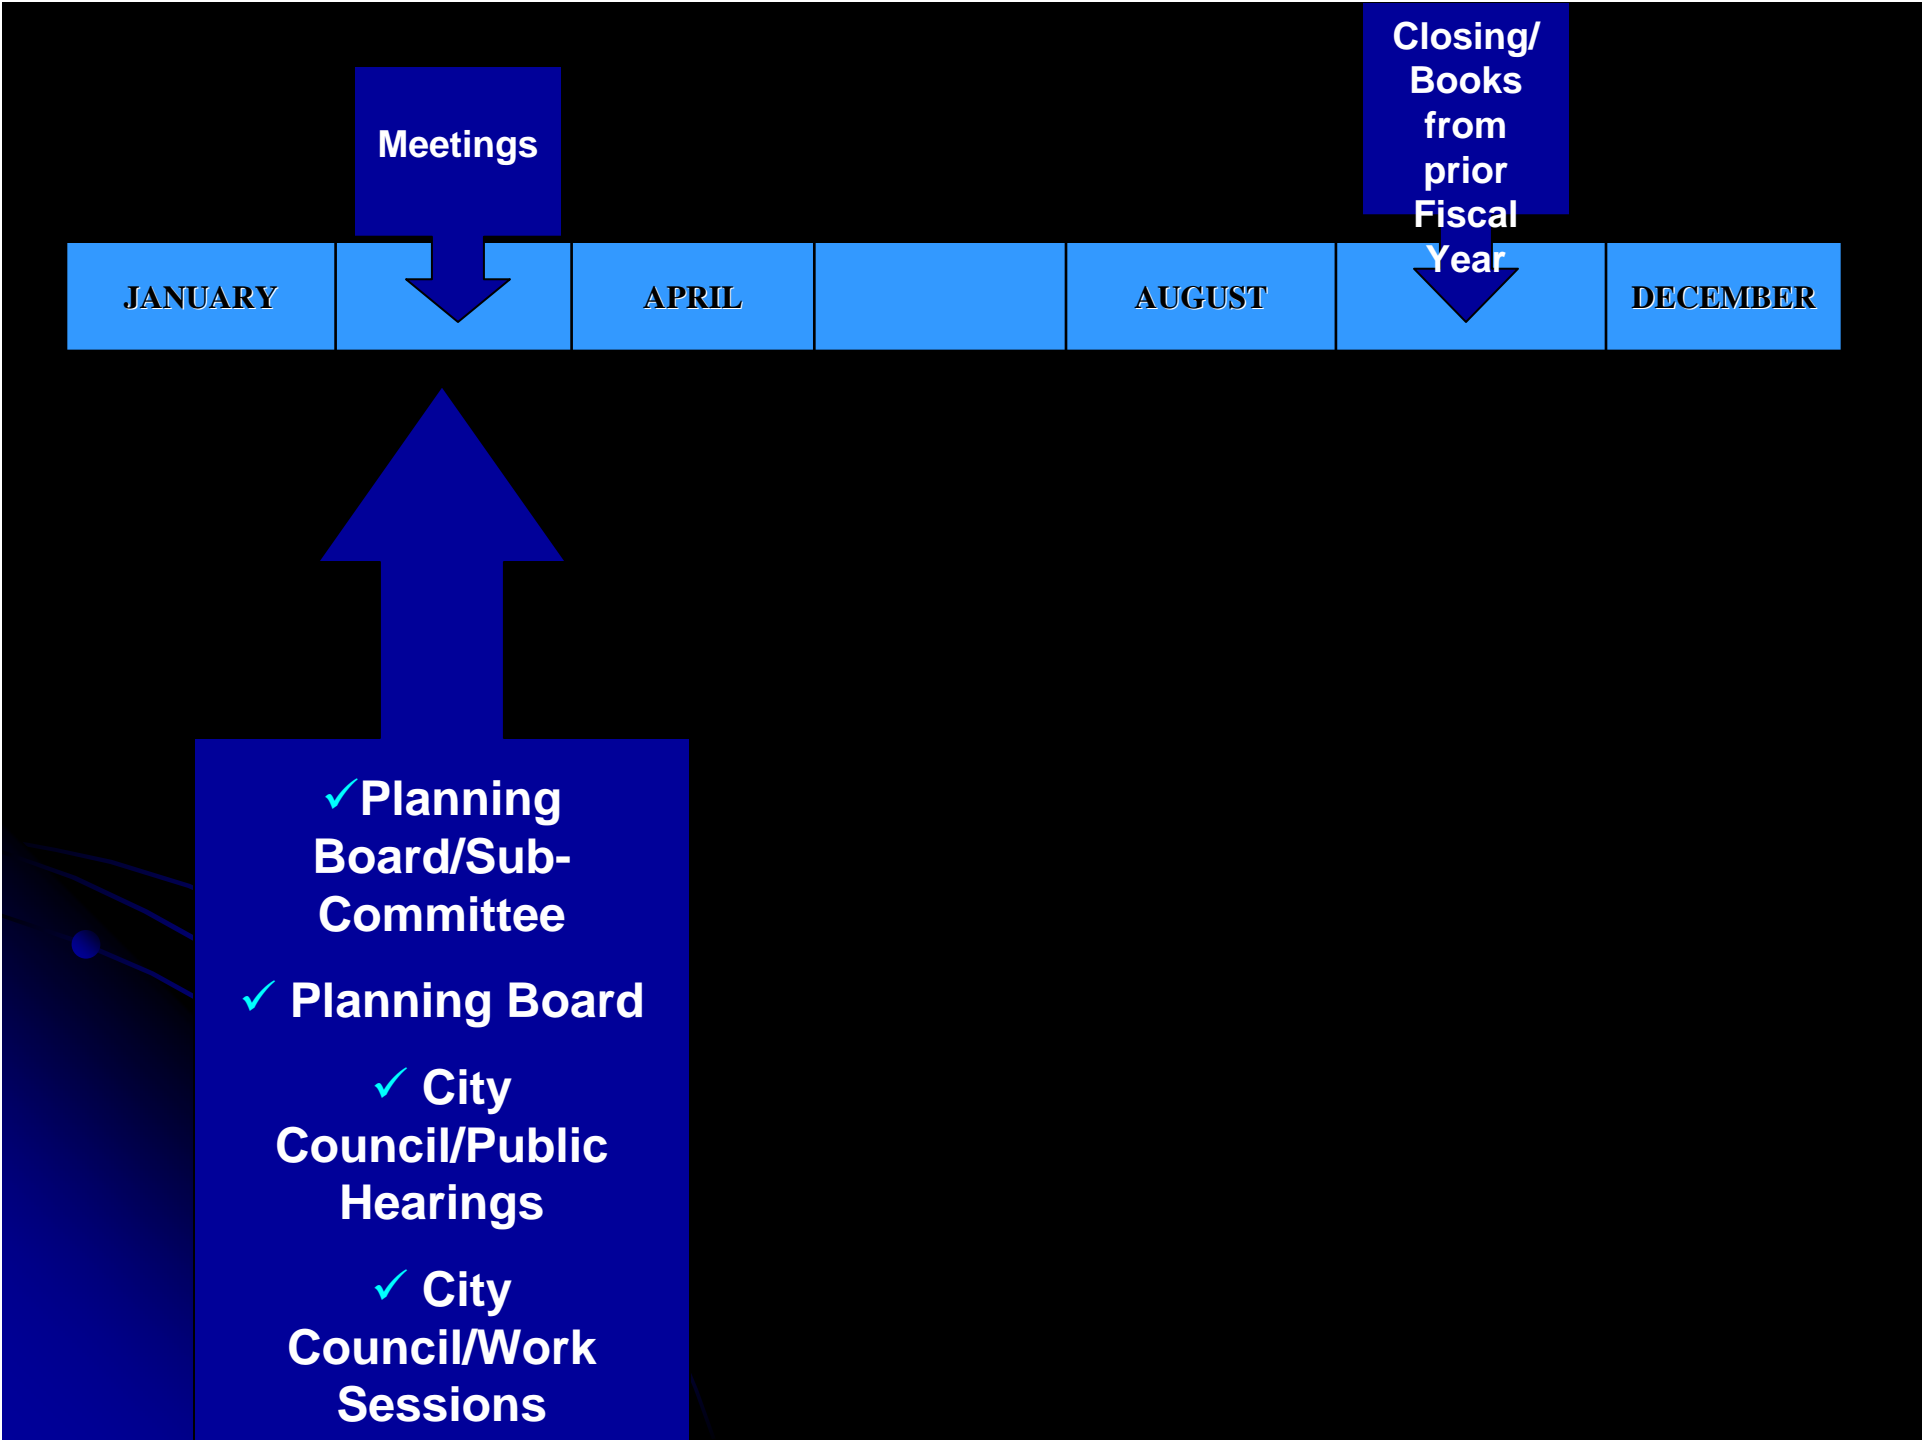 Closing/
Books
from
prior
Fiscal
Year
Meetings
JANUARY APRIL AUGUST DECEMBER
✓Planning
Board/Sub-
Committee
✓ Planning Board
✓ City
Council/Public
Hearings
✓ City
Council/Work
Sessions